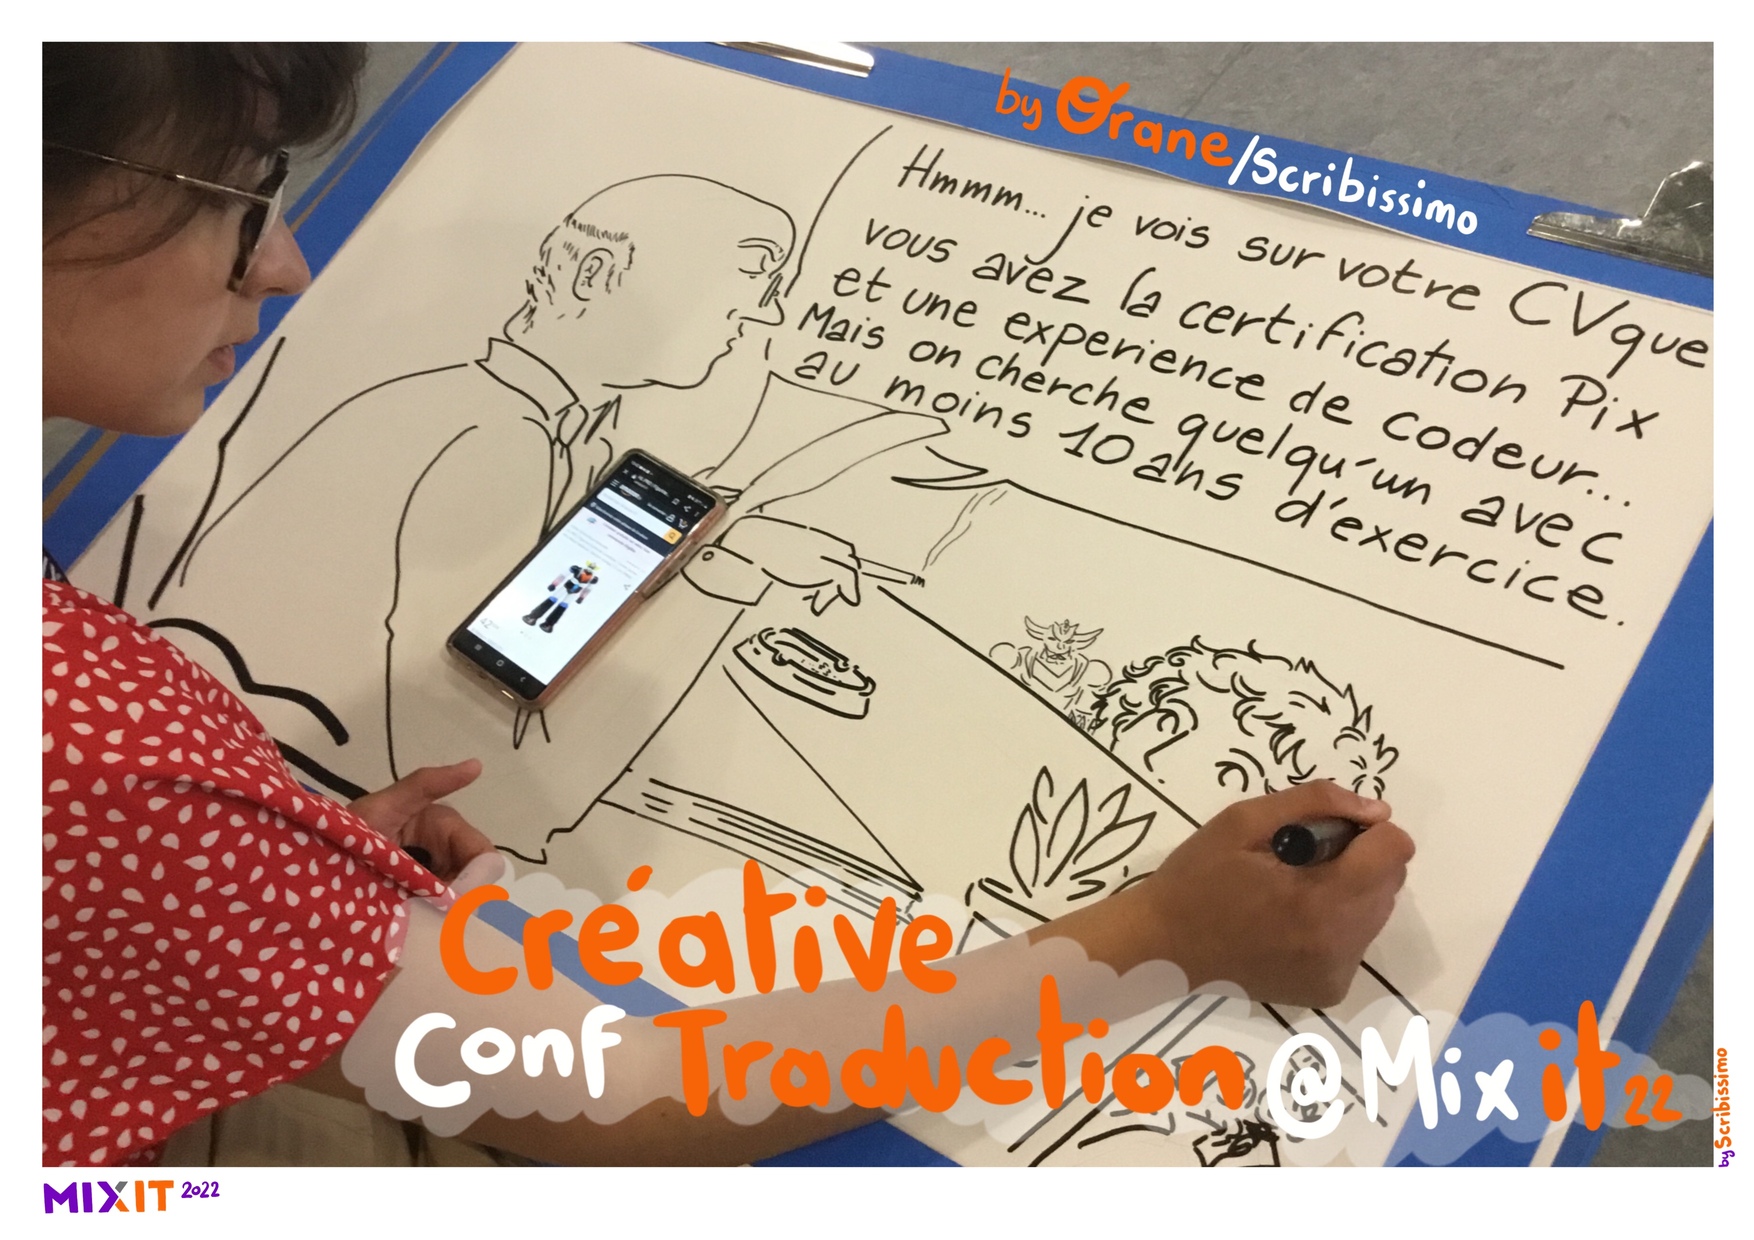 by Orane/Scribissimo
Hmmm... je vois sur votre CV que
vous avez la certification Pix
et une experience de codeur...
Mais on cherche quelqu'un avec
au moins 10 ans d'exercice.
Créative
Conf Traduction @Mixit 22
by Scribissimo
MIXIT 2022